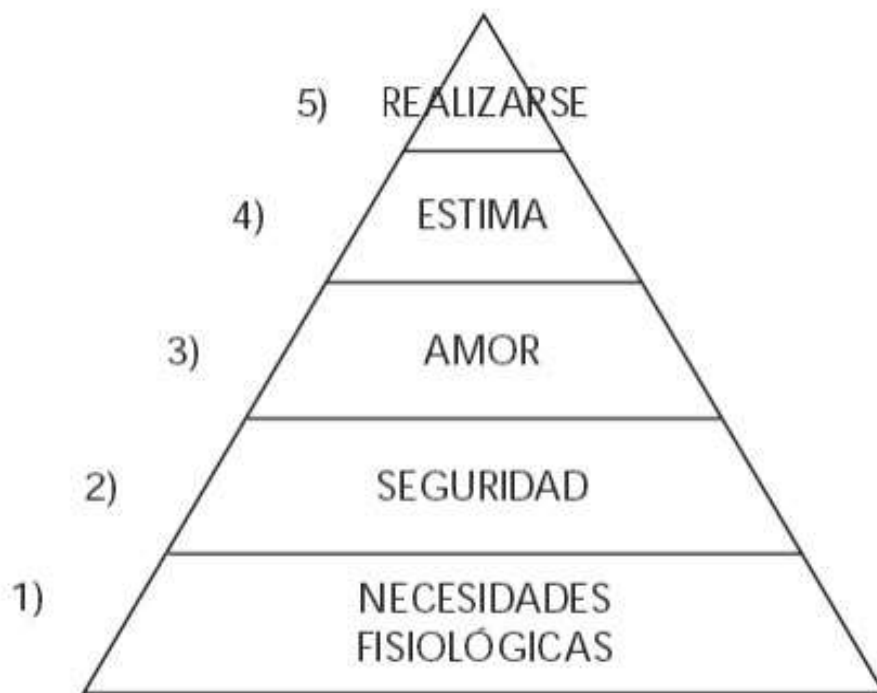 5) REALIZARSE
4) ESTIMA
3) AMOR
2) SEGURIDAD
1) NECESIDADES
FISIOLÓGICAS